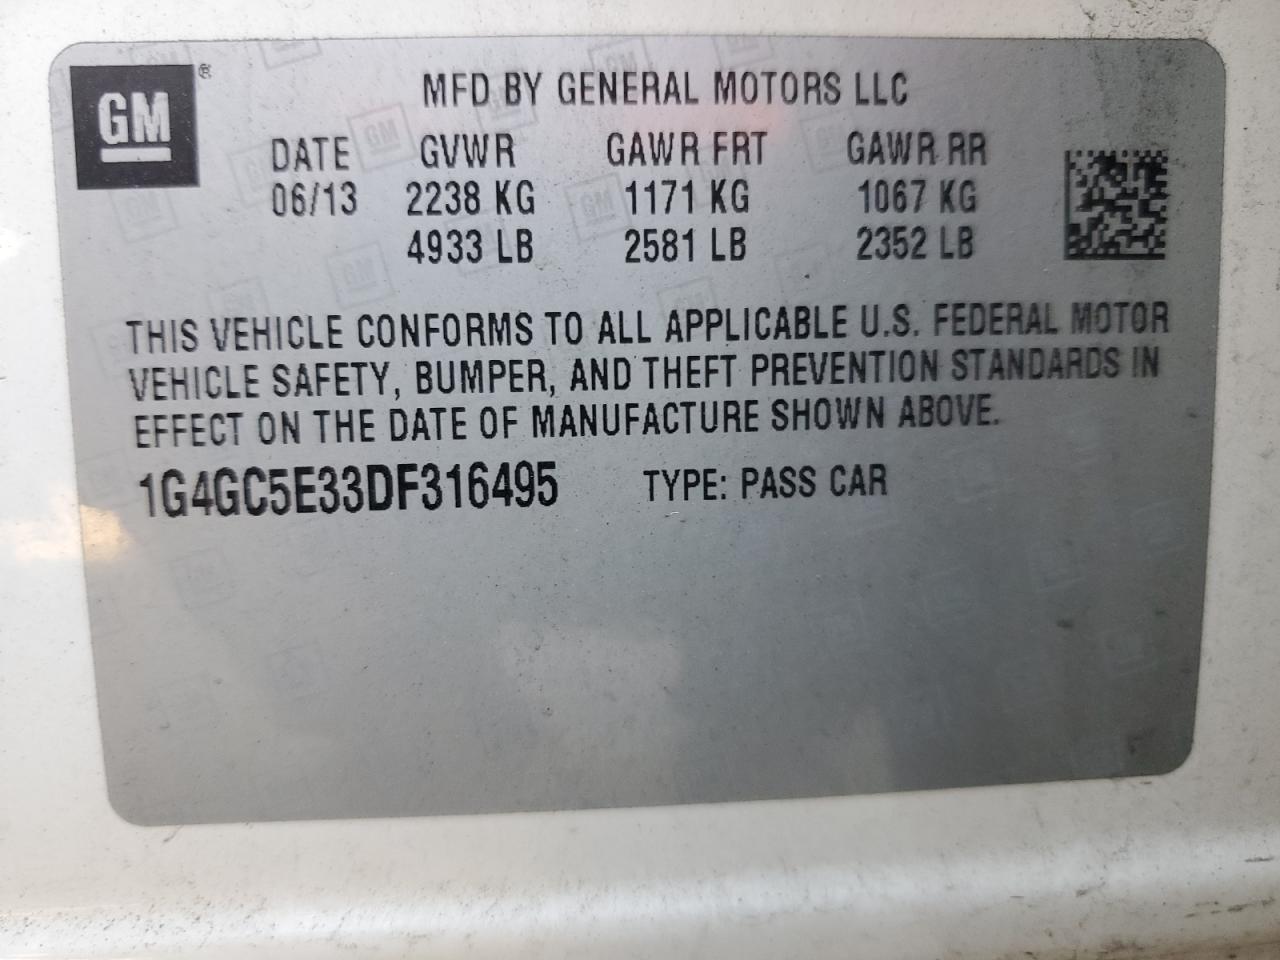 GM ®
MFD BY GENERAL MOTORS LLC
DATE GVWR GAWR FRT GAWR RR
06/13 2238 KG 1171 KG 1067 KG
4933 LB 2581 LB 2352 LB
THIS VEHICLE CONFORMS TO ALL APPLICABLE U.S. FEDERAL MOTOR
VEHICLE SAFETY, BUMPER, AND THEFT PREVENTION STANDARDS IN
EFFECT ON THE DATE OF MANUFACTURE SHOWN ABOVE.
1G4GC5E33DF316495 TYPE: PASS CAR